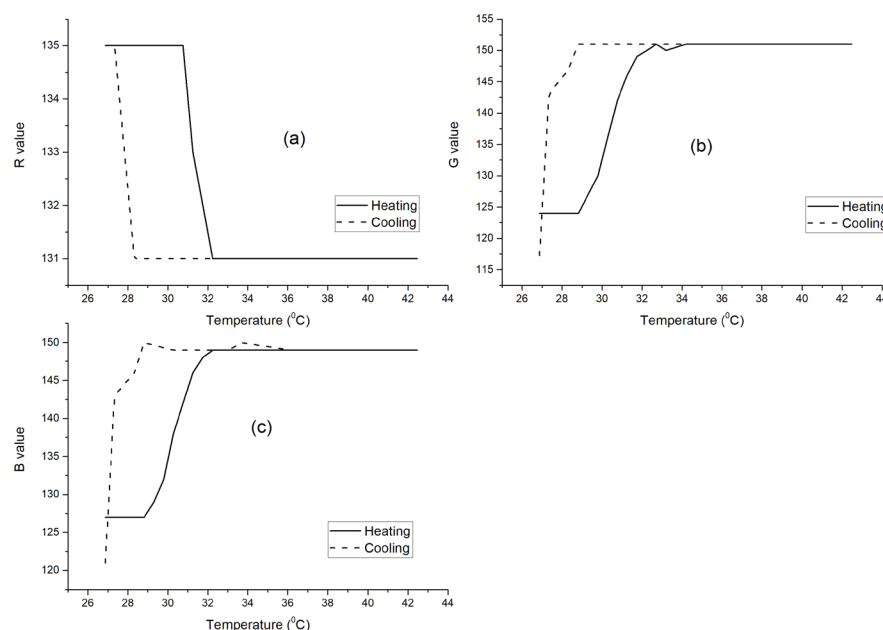 135
134
133
132
131
R value
(a)
Heating
Cooling
26 28 30 32 34 36 38 40 42 44
Temperature (⁰C)
155
150
145
140
135
130
125
120
115
G value
(b)
Heating
Cooling
26 28 30 32 34 36 38 40 42 44
Temperature (⁰C)
150
145
140
135
130
125
120
B value
(c)
Heating
Cooling
26 28 30 32 34 36 38 40 42 44
Temperature (⁰C)